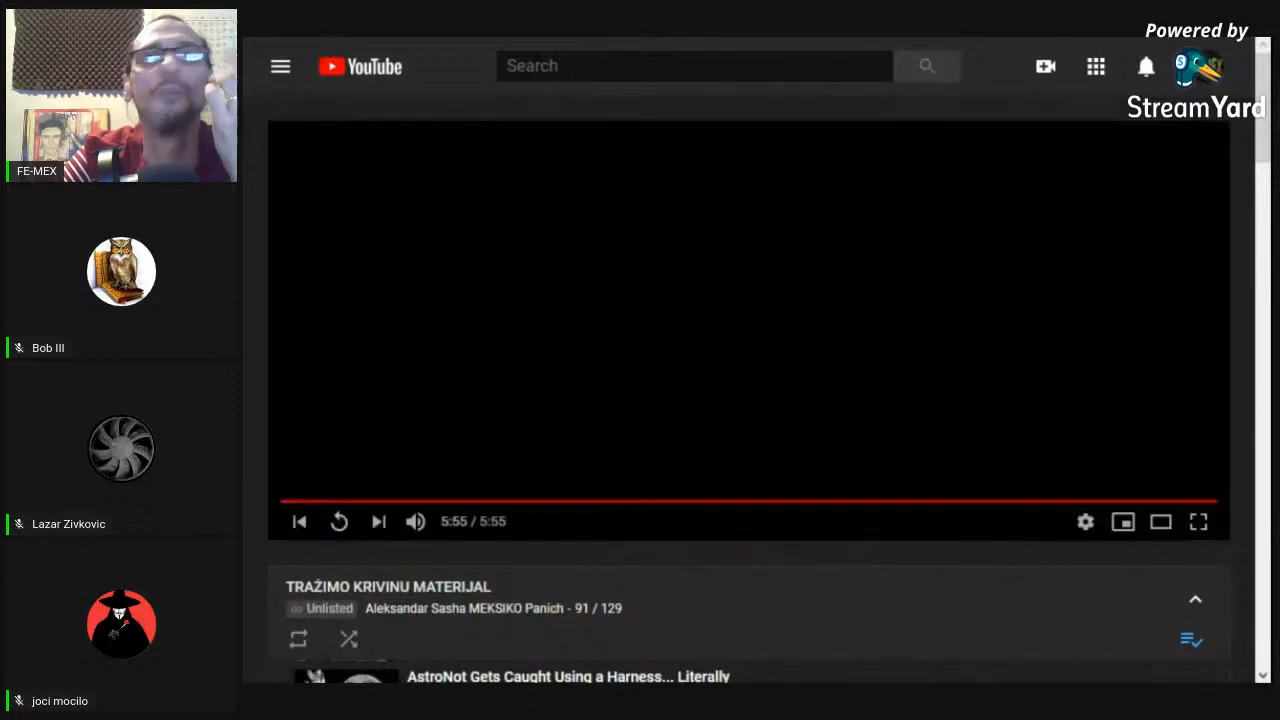 Powered by
StreamYard
YouTube
Search
FE-MEX
Bob III
Lazar Zivkovic
joci mocilo
5:55 / 5:55
TRAŽIMO KRIVINU MATERIJAL
Unlisted Aleksandar Sasha MEKSIKO Panich - 91 / 129
AstroNot Gets Caught Using a Harness... Literally